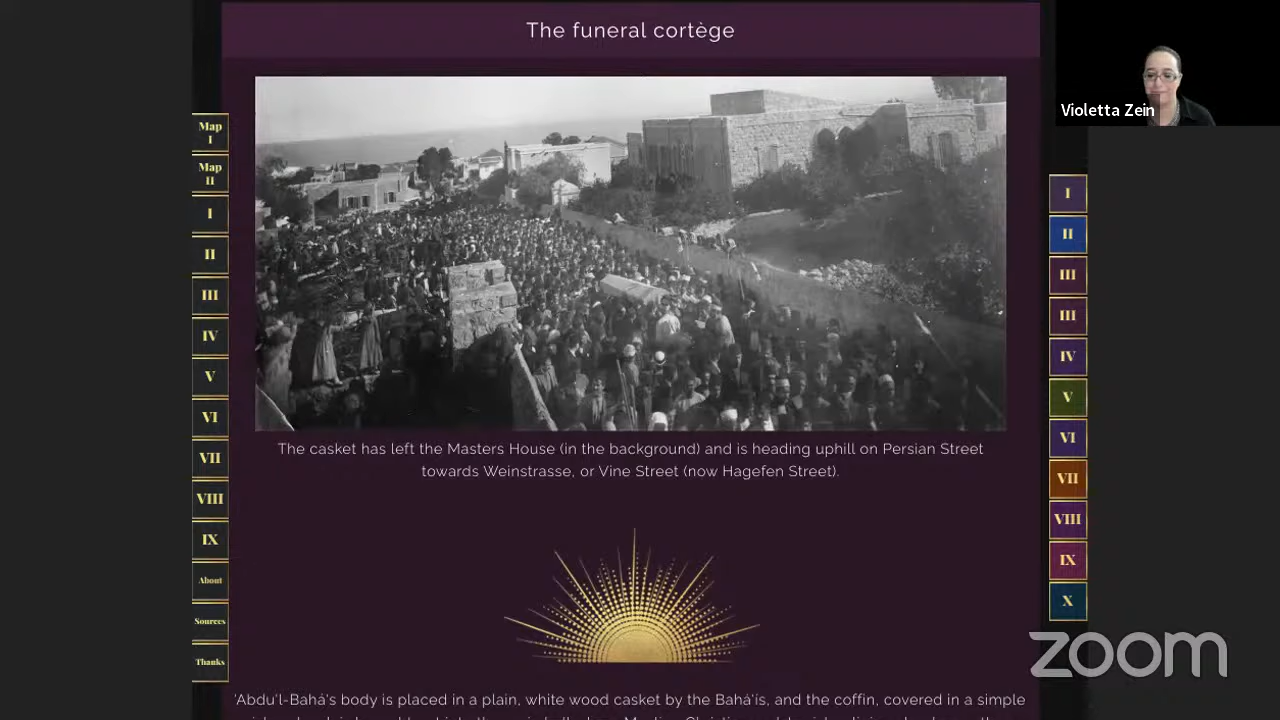 The funeral cortège
Violetta Zein
Map
I
Map
II
I
II
III
IV
V
VI
VII
VIII
IX
About
Sources
Thanks
I
II
III
III
IV
V
VI
VII
VIII
IX
X
The casket has left the Masters House (in the background) and is heading uphill on Persian Street
towards Weinstrasse, or Vine Street (now Hagefen Street).
'Abdu'l-Bahá's body is placed in a plain, white wood casket by the Bahá'ís, and the coffin, covered in a simple
zoom